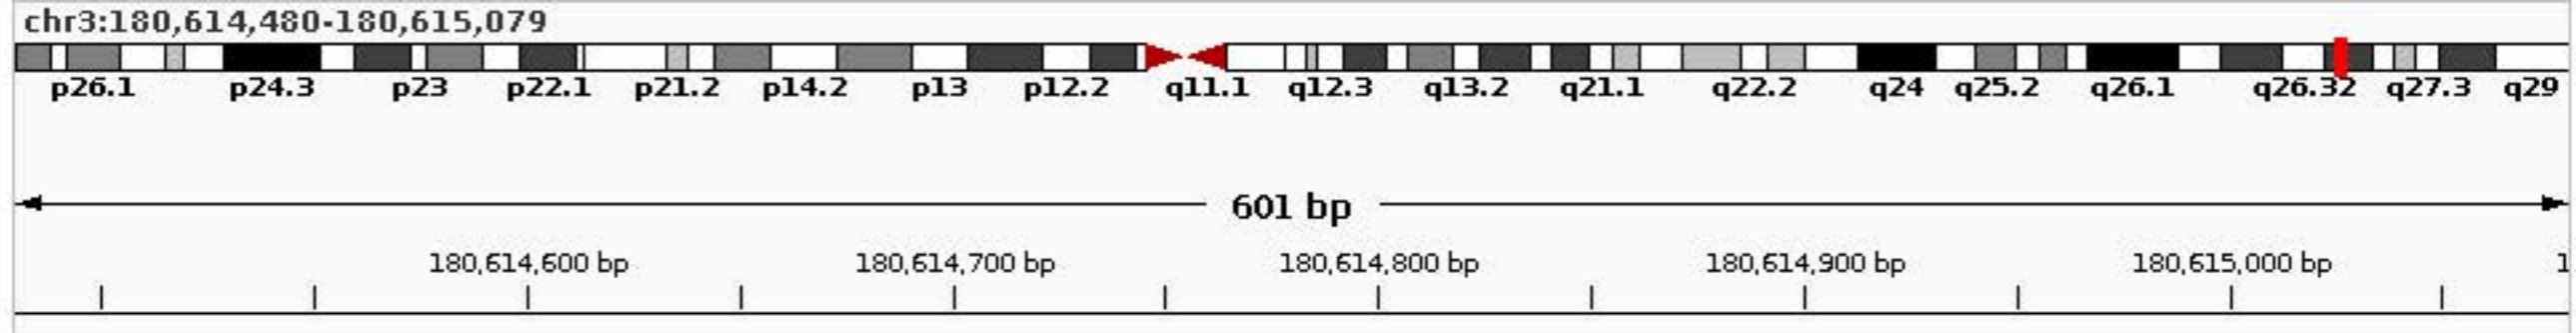 chr3:180,614,480-180,615,079
p26.1 p24.3 p23 p22.1 p21.2 p14.2 p13 p12.2 q11.1 q12.3 q13.2 q21.1 q22.2 q24 q25.2 q26.1 q26.32 q27.3 q29
601 bp
180,614,600 bp 180,614,700 bp 180,614,800 bp 180,614,900 bp 180,615,000 bp 1